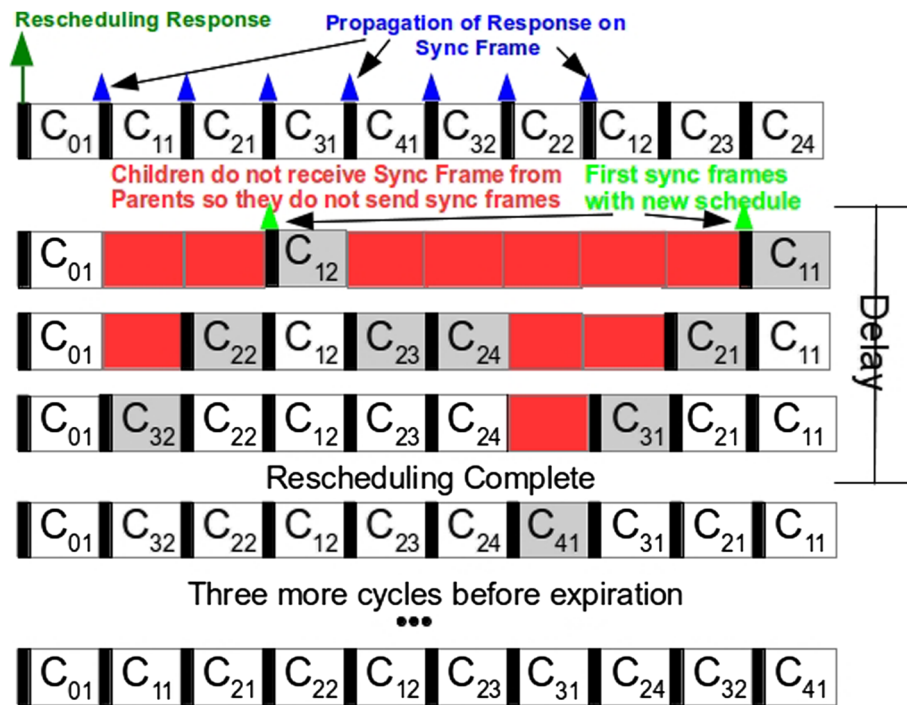 Rescheduling Response
Propagation of Response on
Sync Frame
C01 C11 C21 C31 C41 C32 C22 C12 C23 C24
Children do not receive Sync Frame from
Parents so they do not send sync frames
First sync frames
with new schedule
C01 C12 C11
C01 C22 C12 C23 C24 C21 C11
C01 C32 C22 C12 C23 C24 C31 C21 C11
Delay
Rescheduling Complete
C01 C32 C22 C12 C23 C24 C41 C31 C21 C11
Three more cycles before expiration
•••
C01 C11 C21 C22 C12 C23 C31 C24 C32 C41